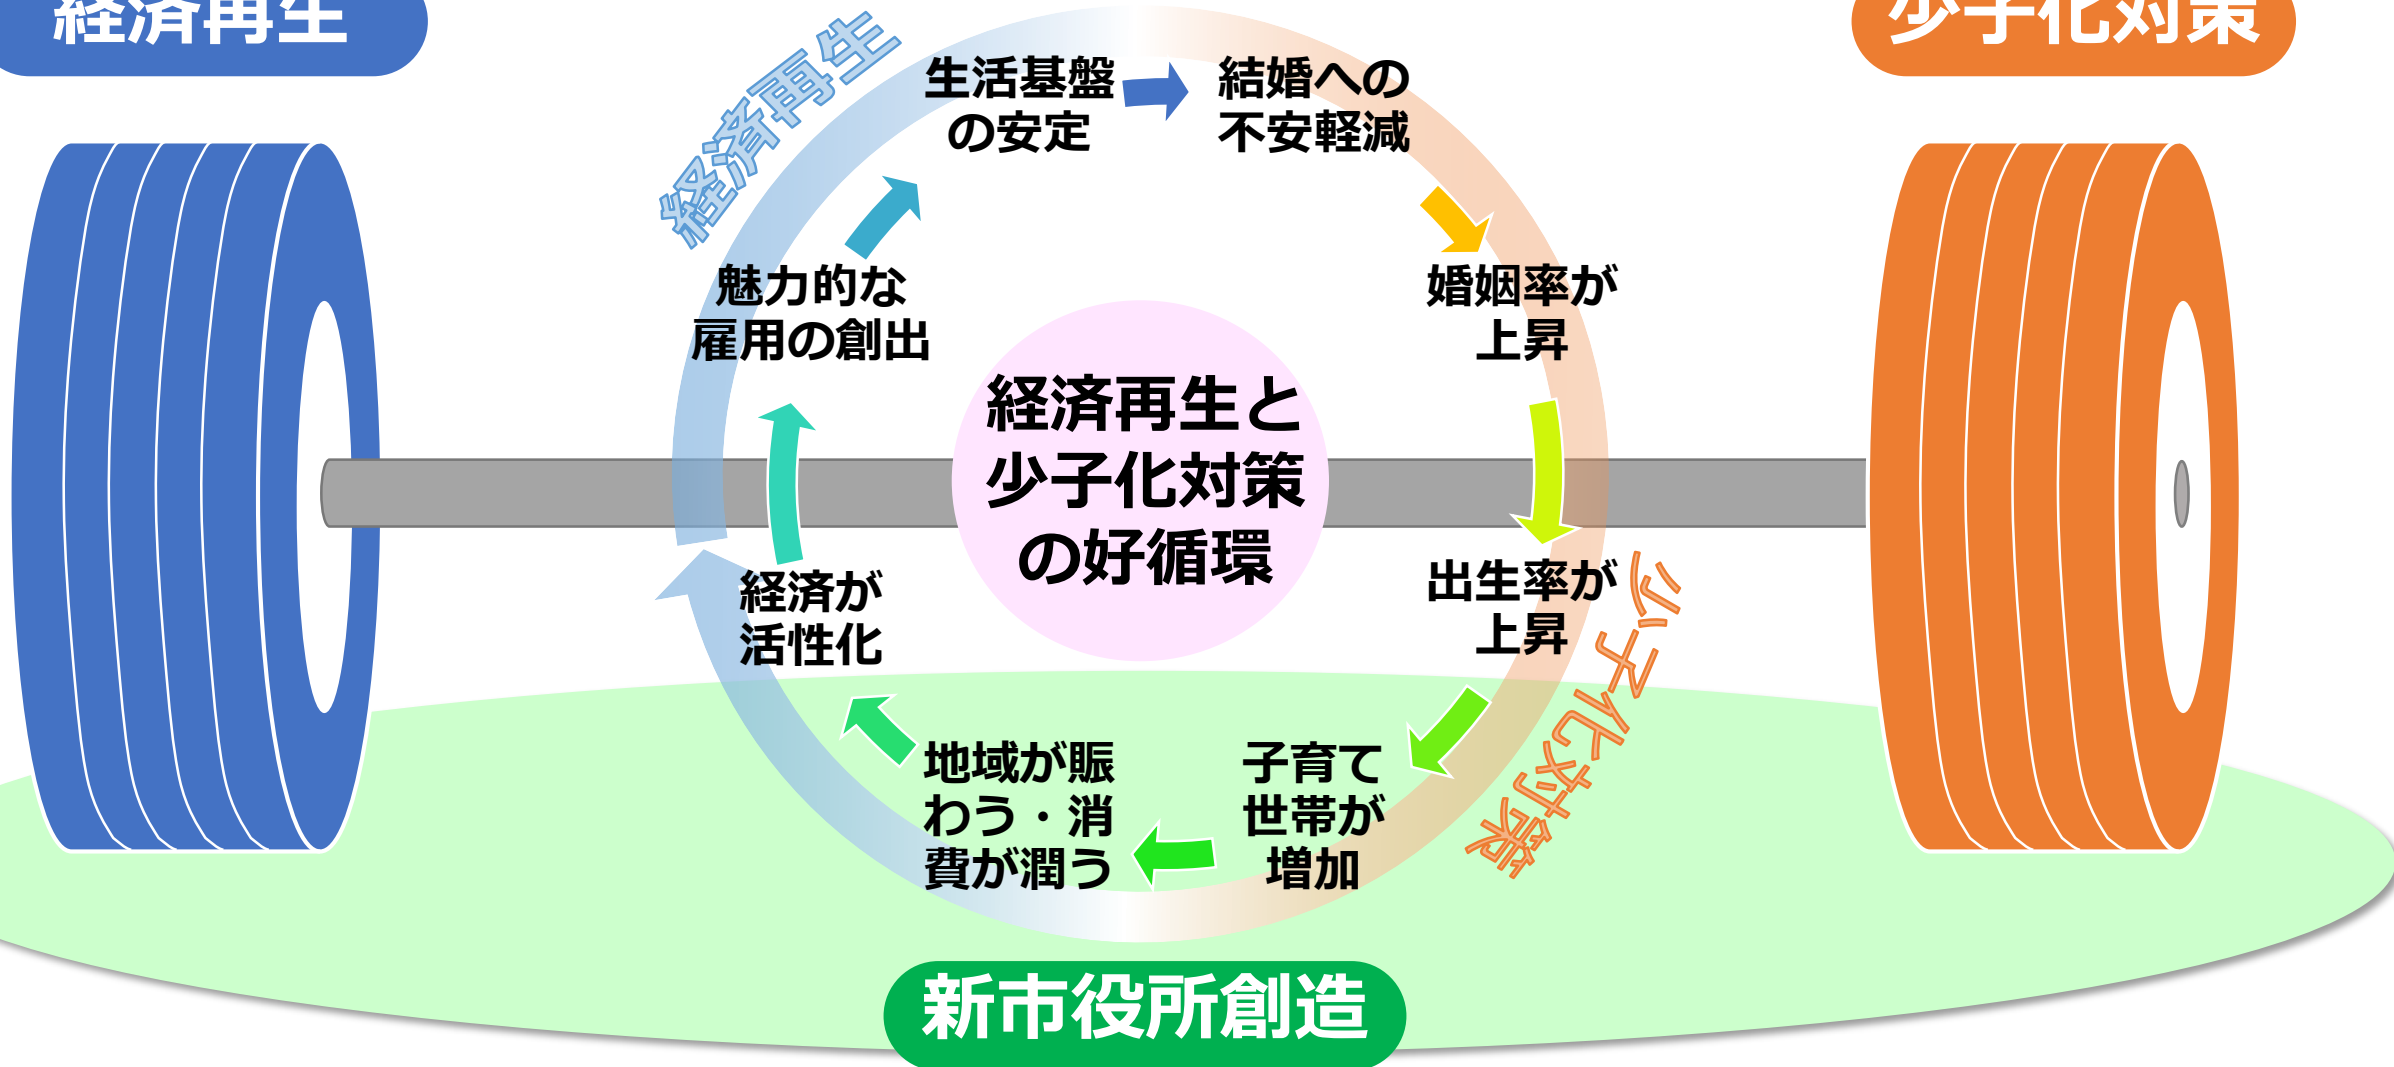 経済再生
少子化対策
経済再生
生活基盤
の安定
結婚への
不安軽減
魅力的な
雇用の創出
婚姻率が
上昇
経済再生と
少子化対策
の好循環
経済が
活性化
出生率が
上昇
少子化対策
地域が賑
わう・消
費が潤う
子育て
世帯が
増加
新市役所創造